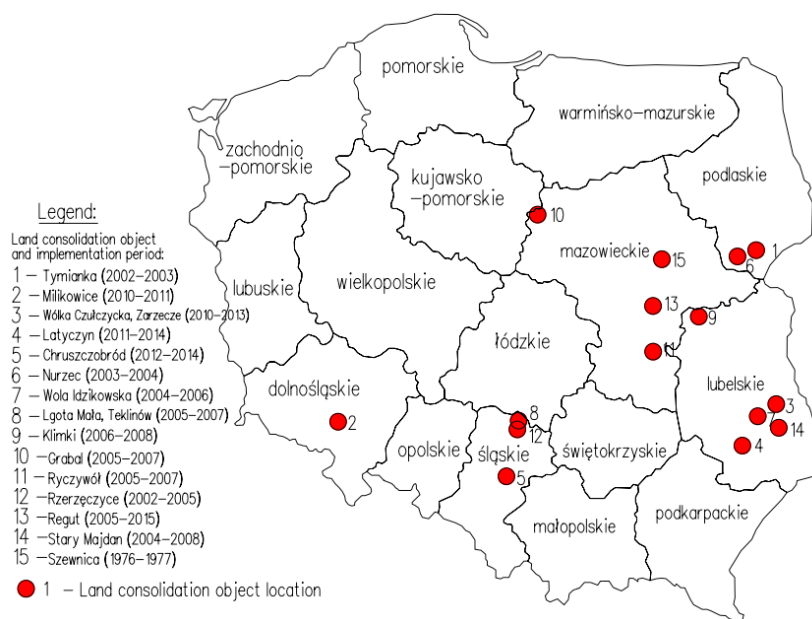 pomorskie
warmińsko-mazurskie
zachodnio
-pomorskie
kujawsko
-pomorskie
podlaskie
10
1
6
mazowieckie
15
lubuskie
wielkopolskie
13
9
łódzkie
11
lubelskie
dolnośląskie
2
3
7
14
4
8
12
opolskie
śląskie
5
świętokrzyskie
małopolskie
podkarpackie
Legend:
Land consolidation object
and implementation period:
1 – Tymianka (2002–2003)
2 – Milikowice (2010–2011)
3 – Wólka Czułczycka, Zarzecze (2010–2013)
4 – Latyczyn (2011–2014)
5 – Chruszczobród (2012–2014)
6 – Nurzec (2003–2004)
7 – Wola Idzikowska (2004–2006)
8 – Lgota Mała, Teklinów (2005–2007)
9 – Klimki (2006–2008)
10 – Grabal (2005–2007)
11 – Ryczywół (2005–2007)
12 – Rzerzęczyce (2002–2005)
13 –Regut (2005–2015)
14 –Stary Majdan (2004–2008)
15 –Szewnica (1976–1977)
1 – Land consolidation object location